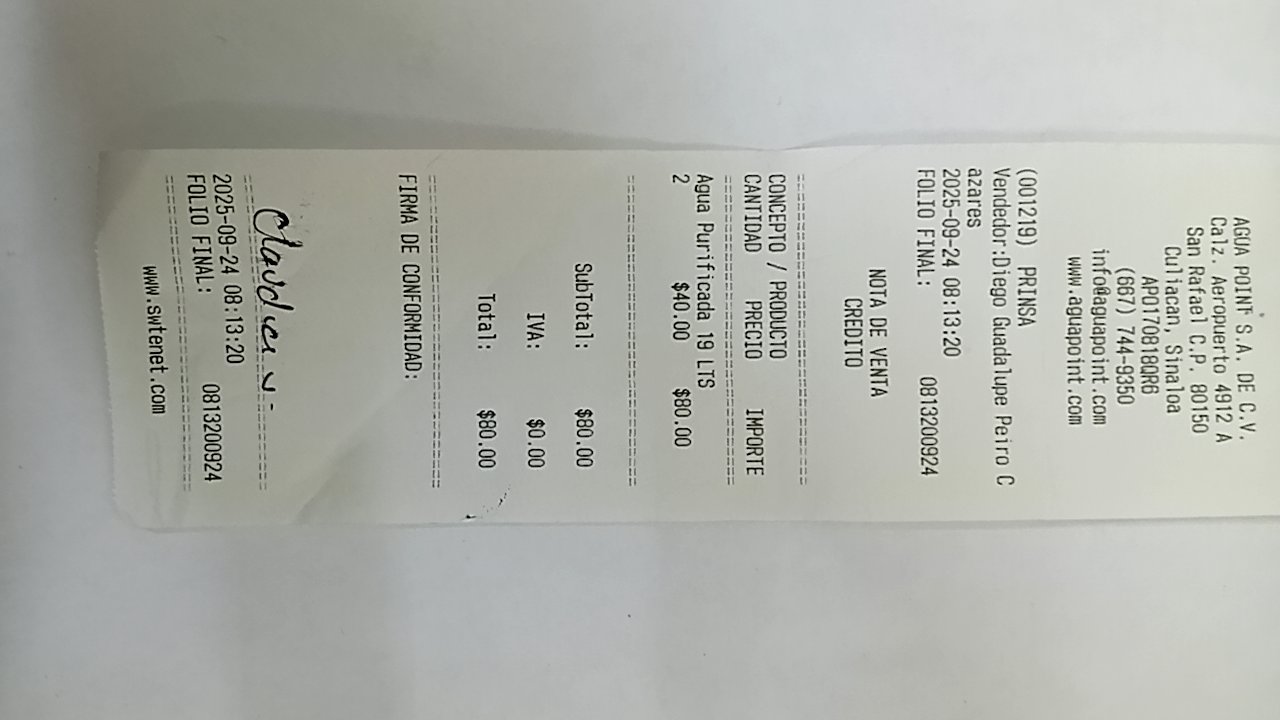 AGUA POINT S.A. DE C.V.
Calz. Aeropuerto 4912 A
San Rafael C.P. 80150
Culiacan, Sinaloa
APO170818QR6
(667) 744-9350
info@aguapoint.com
www.aguapoint.com
(001219) PRINSA
Vendedor:Diego Guadalupe Peiro C
azares
2025-09-24 08:13:20
FOLIO FINAL: 0813200924
NOTA DE VENTA
CREDITO
CONCEPTO / PRODUCTO
CANTIDAD PRECIO IMPORTE
Agua Purificada 19 LTS
2 $40.00 $80.00
SubTotal: $80.00
IVA: $0.00
Total: $80.00
FIRMA DE CONFORMIDAD:
2025-09-24 08:13:20
FOLIO FINAL: 0813200924
www.swtenet.com